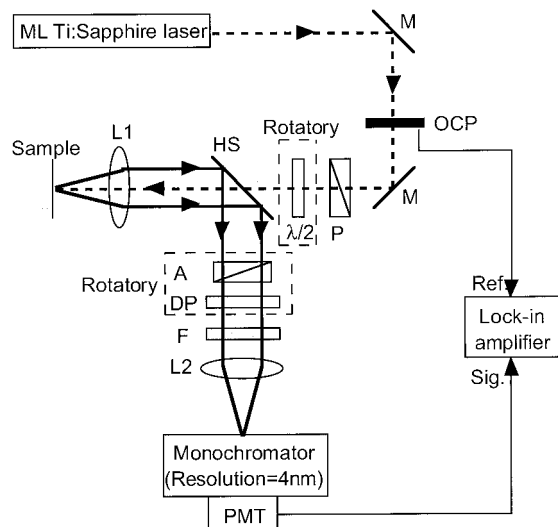 ML Ti:Sapphire laser
M
OCP
L1
HS
Rotatory
Sample
λ/2
P
M
Rotatory
A
DP
F
L2
Ref.
Lock-in
amplifier
Sig.
Monochromator
(Resolution=4nm)
PMT